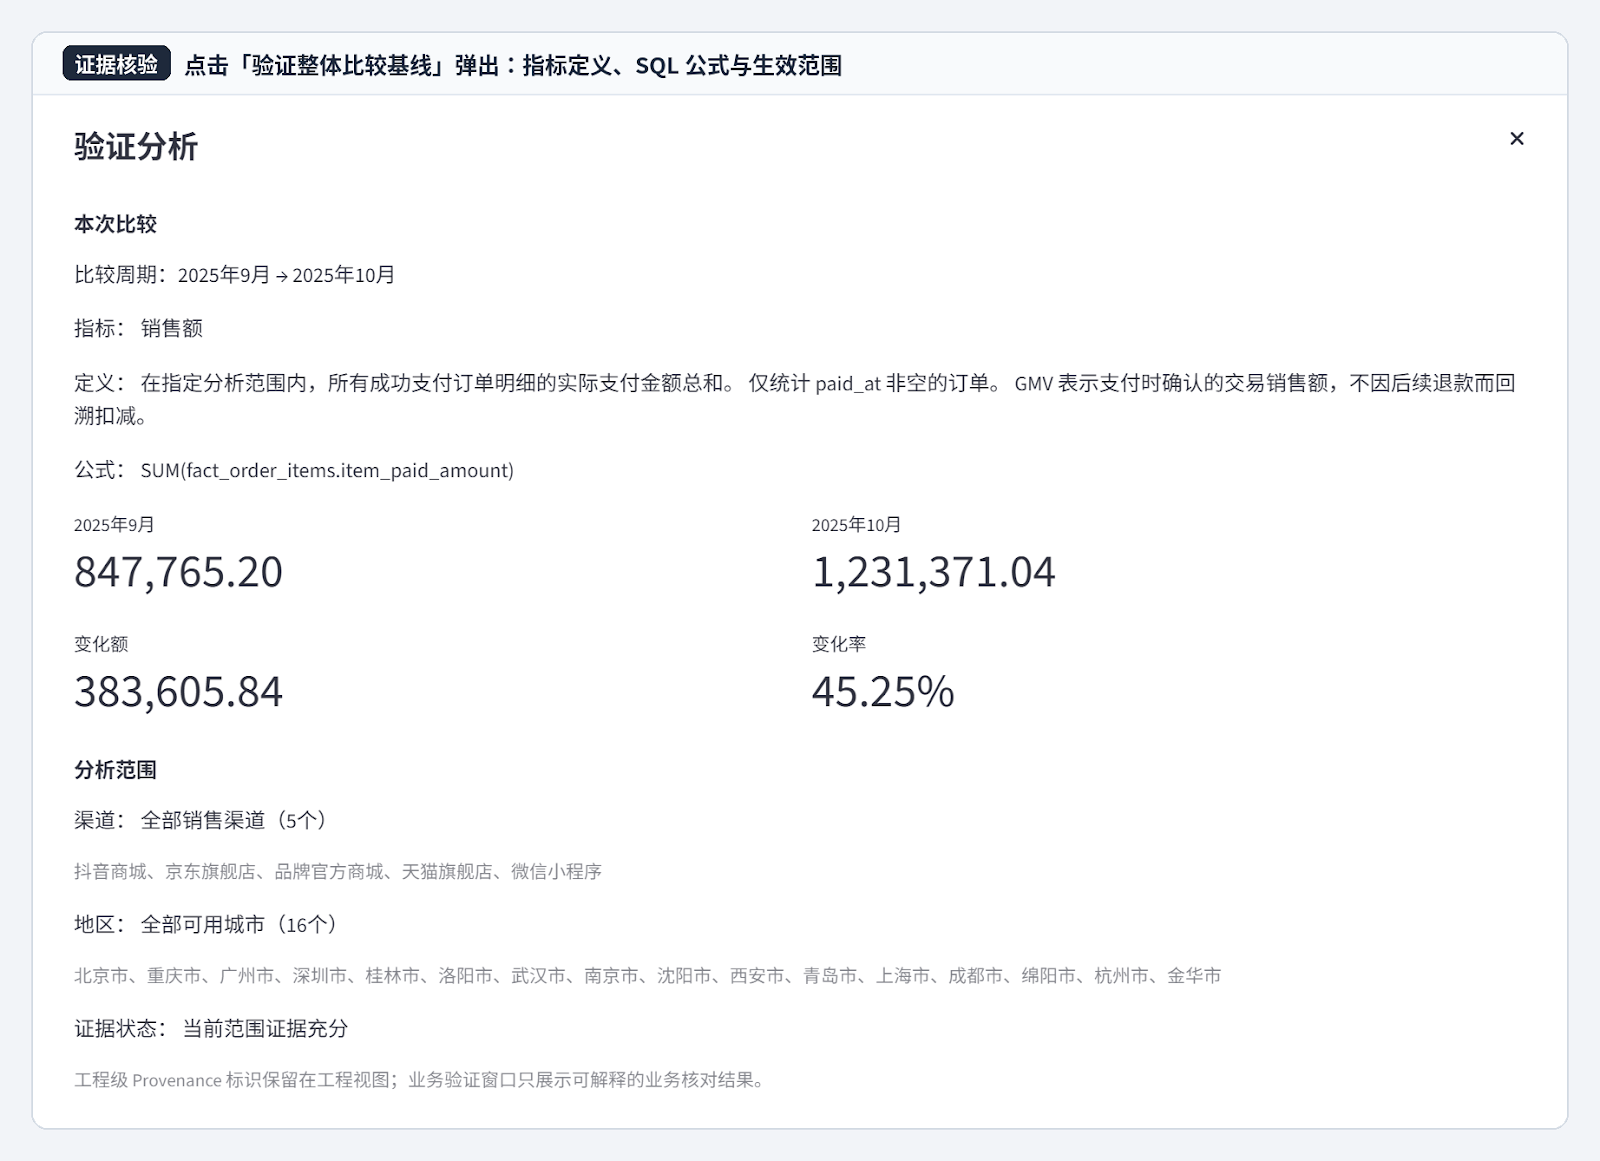 证据核验 点击「验证整体比较基线」弹出：指标定义、SQL 公式与生效范围
验证分析
×
本次比较
比较周期：2025年9月 → 2025年10月
指标： 销售额
定义： 在指定分析范围内，所有成功支付订单明细的实际支付金额总和。 仅统计 paid_at 非空的订单。 GMV 表示支付时确认的交易销售额，不因后续退款而回
溯扣减。
公式： SUM(fact_order_items.item_paid_amount)
2025年9月
847,765.20
2025年10月
1,231,371.04
变化额
383,605.84
变化率
45.25%
分析范围
渠道： 全部销售渠道（5个）
抖音商城、京东旗舰店、品牌官方商城、天猫旗舰店、微信小程序
地区： 全部可用城市（16个）
北京市、重庆市、广州市、深圳市、桂林市、洛阳市、武汉市、南京市、沈阳市、西安市、青岛市、上海市、成都市、绵阳市、杭州市、金华市
证据状态： 当前范围证据充分
工程级 Provenance 标识保留在工程视图；业务验证窗口只展示可解释的业务核对结果。